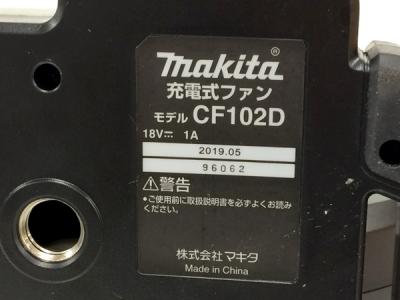 makita
充電式ファン
モデル CF102D
18V⎓ 1A
2019.05
96062
⚠警告
•ご使用前に取扱説明書を必ずよくお読み
ください。
株式会社 マキタ
Made in China